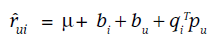 r̂ᵤᵢ = μ + bᵢ + bᵤ + qᵢᵀpᵤ